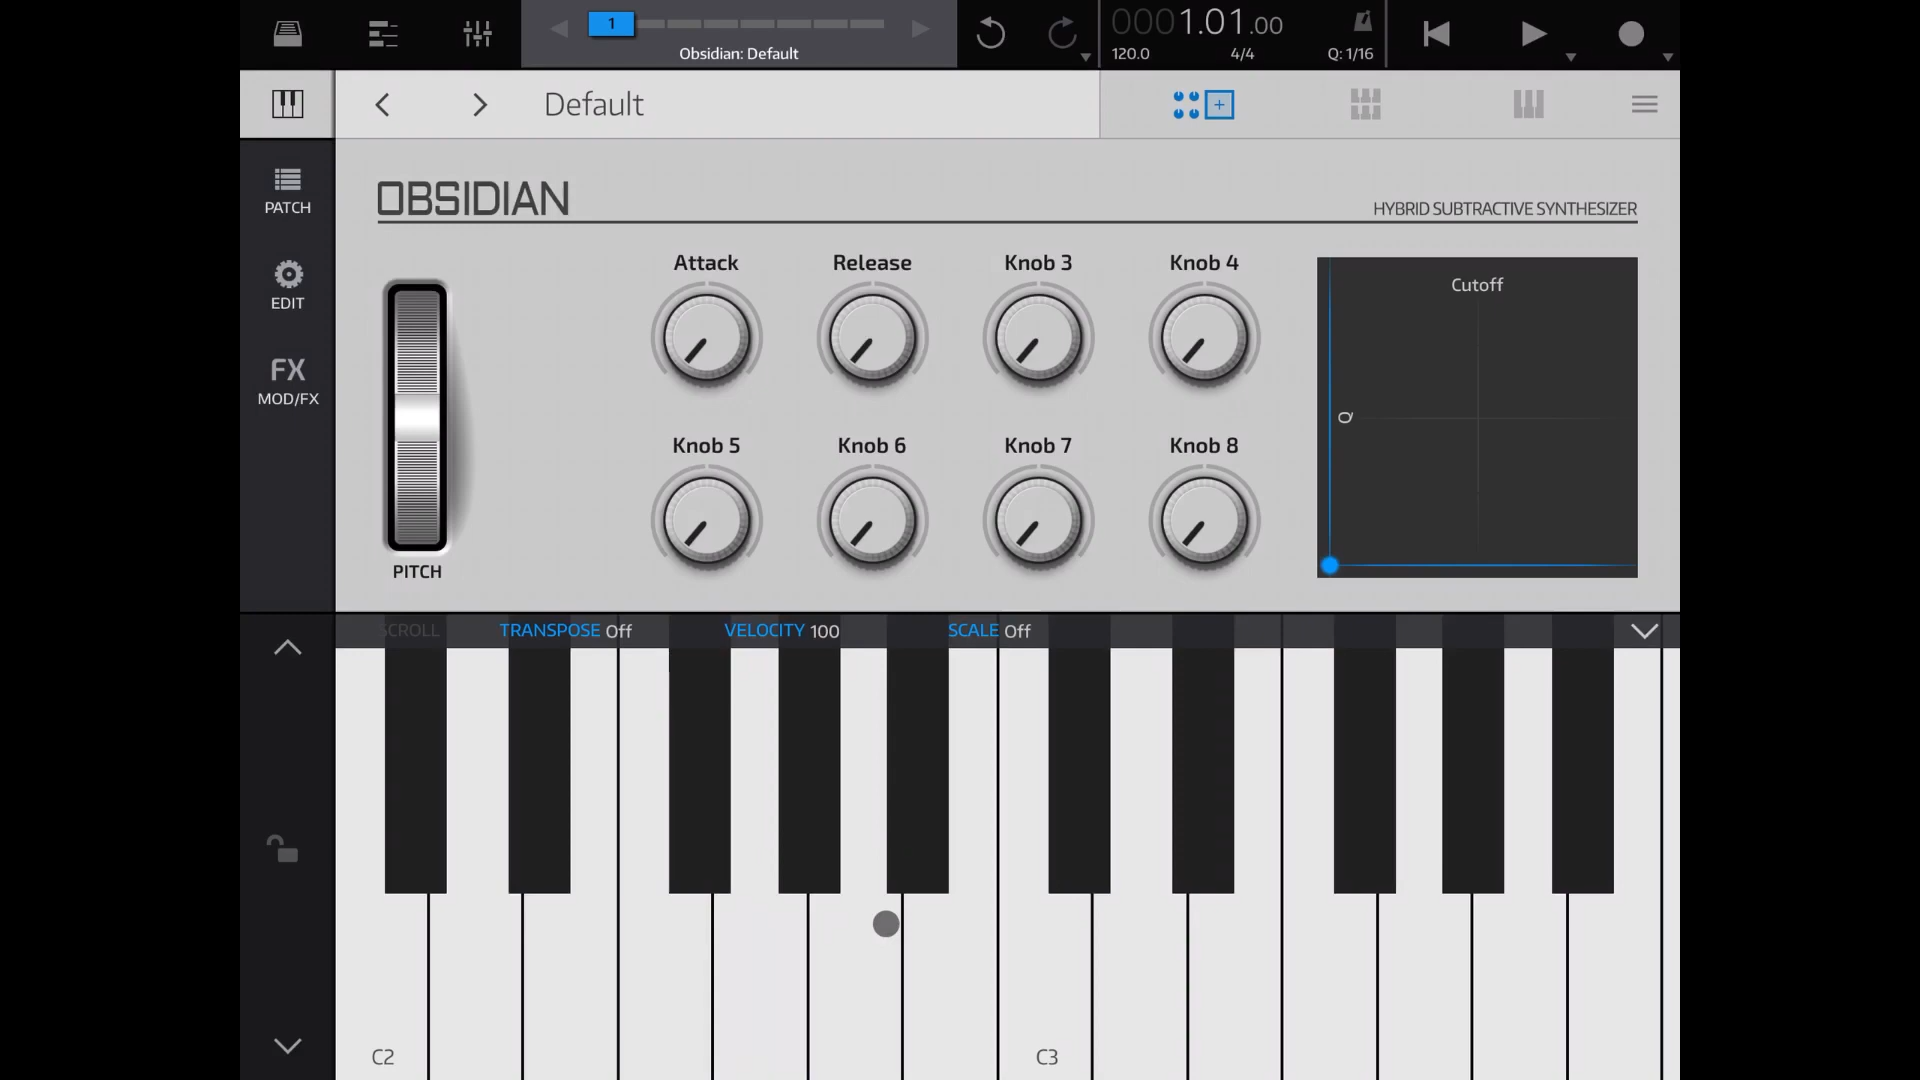 1
Obsidian: Default
0001.01.00
120.0
4/4
Q: 1/16
Default
PATCH
EDIT
FX
MOD/FX
OBSIDIAN
HYBRID SUBTRACTIVE SYNTHESIZER
Attack
Release
Knob 3
Knob 4
Cutoff
Q
Knob 5
Knob 6
Knob 7
Knob 8
PITCH
SCROLL
TRANSPOSE Off
VELOCITY 100
SCALE Off
C2
C3